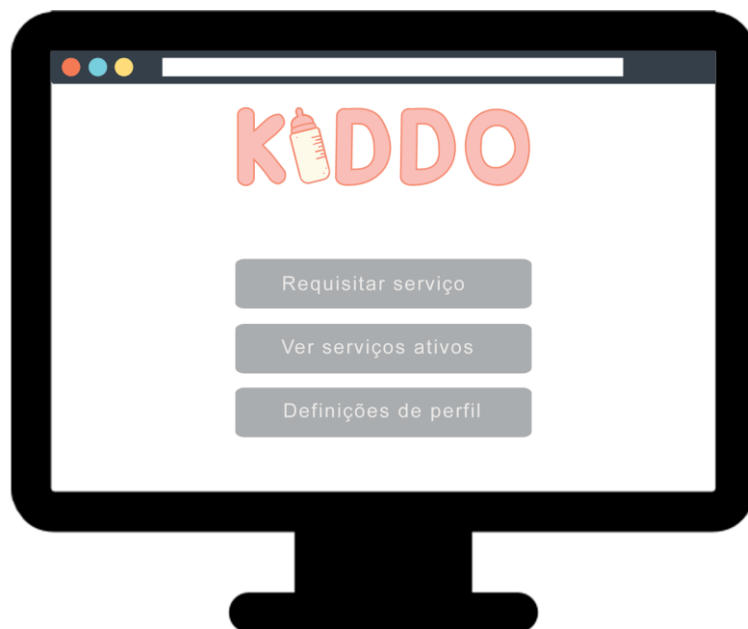 KIDDO
Requisitar serviço
Ver serviços ativos
Definições de perfil